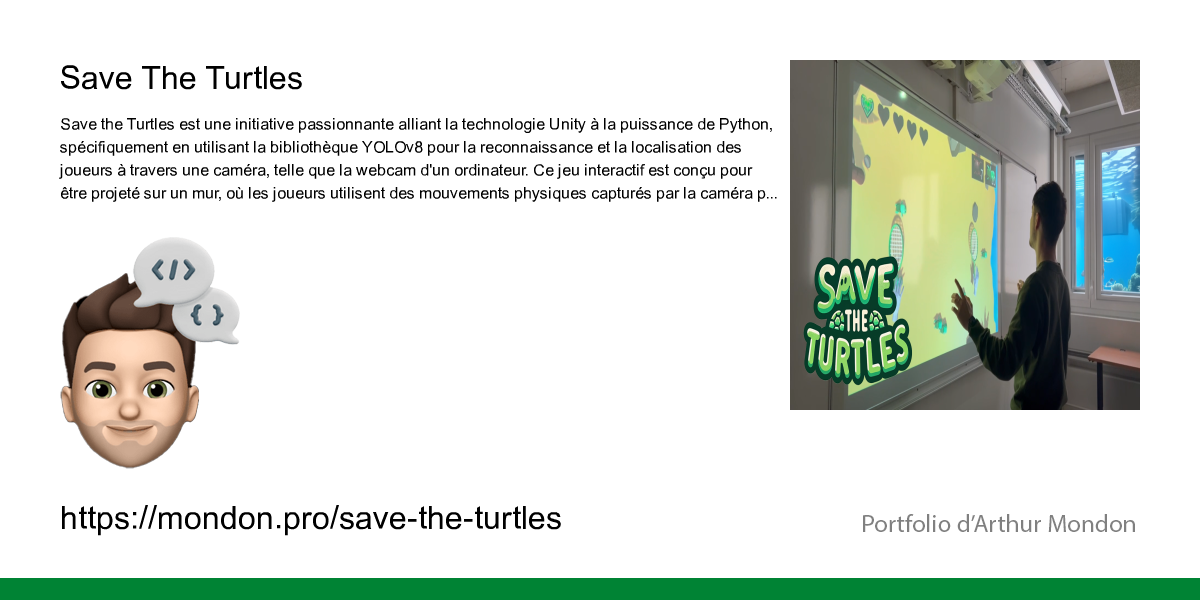 Save The Turtles
Save the Turtles est une initiative passionnante alliant la technologie Unity à la puissance de Python,
spécifiquement en utilisant la bibliothèque YOLOv8 pour la reconnaissance et la localisation des
joueurs à travers une caméra, telle que la webcam d'un ordinateur. Ce jeu interactif est conçu pour
être projeté sur un mur, où les joueurs utilisent des mouvements physiques capturés par la caméra p...
</>
{ }
SAVE
THE
TURTLES
https://mondon.pro/save-the-turtles
Portfolio d’Arthur Mondon